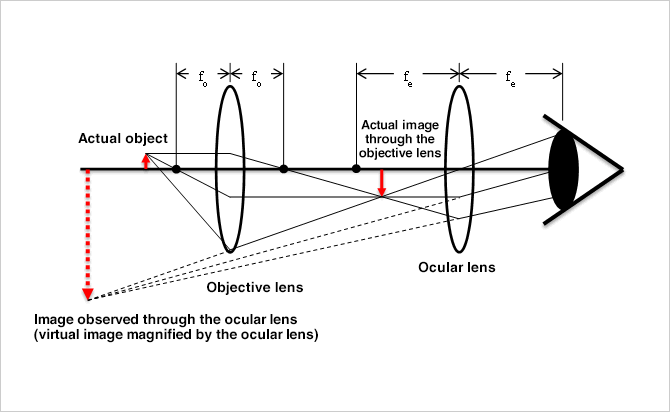 fo fo fe fe
Actual object
Actual image
through the
objective lens
Objective lens
Ocular lens
Image observed through the ocular lens
(virtual image magnified by the ocular lens)